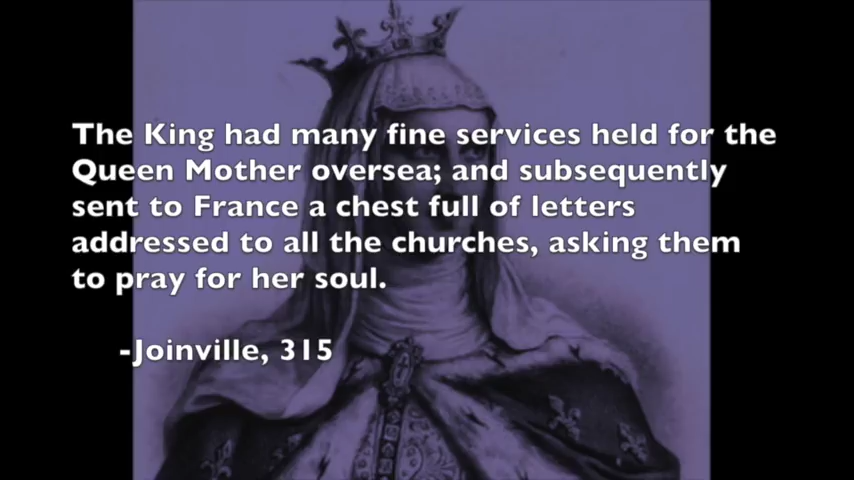 The King had many fine services held for the
Queen Mother oversea; and subsequently
sent to France a chest full of letters
addressed to all the churches, asking them
to pray for her soul.
-Joinville, 315